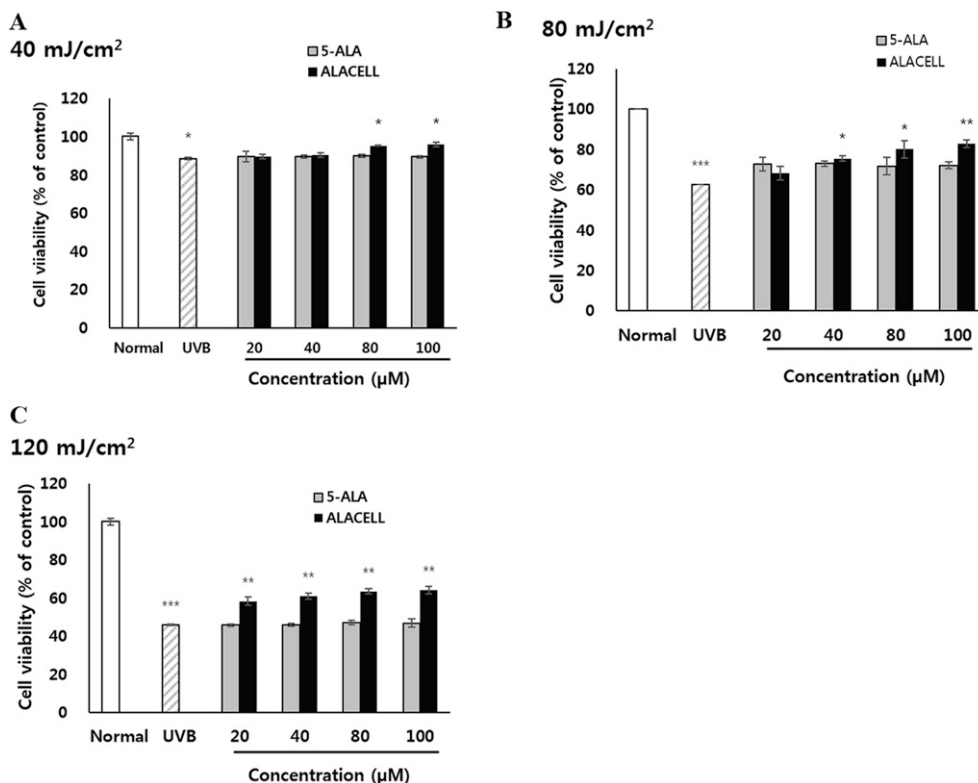 A
40 mJ/cm²
5-ALA
ALACELL
Cell viiability (% of control)
120
100
80
60
40
20
0
*
*
*
Normal UVB 20 40 80 100
Concentration (µM)
B
80 mJ/cm²
5-ALA
ALACELL
Cell viiability (% of control)
120
100
80
60
40
20
0
***
*
*
**
Normal UVB 20 40 80 100
Concentration (µM)
C
120 mJ/cm²
5-ALA
ALACELL
Cell viiability (% of control)
120
100
80
60
40
20
0
***
**
**
**
**
Normal UVB 20 40 80 100
Concentration (µM)